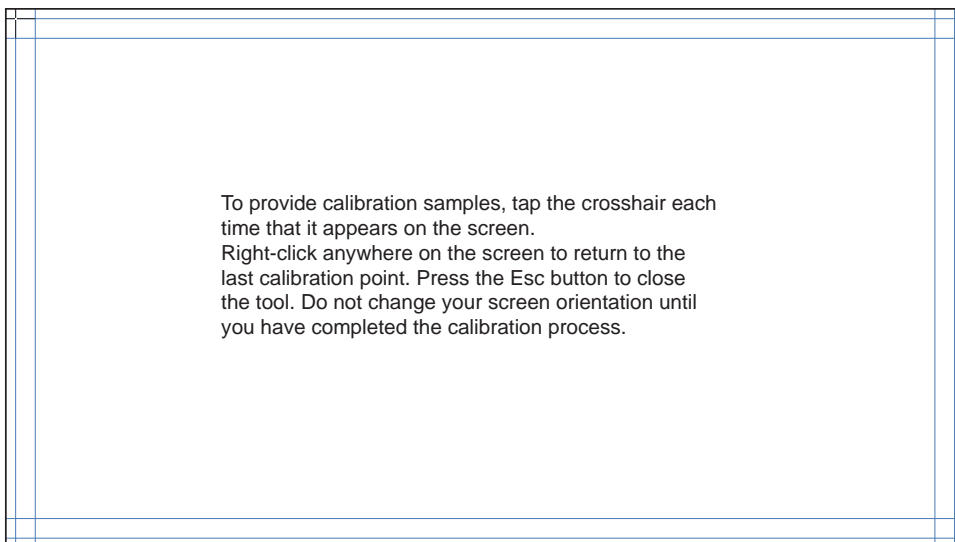 To provide calibration samples, tap the crosshair each
time that it appears on the screen.
Right-click anywhere on the screen to return to the
last calibration point. Press the Esc button to close
the tool. Do not change your screen orientation until
you have completed the calibration process.